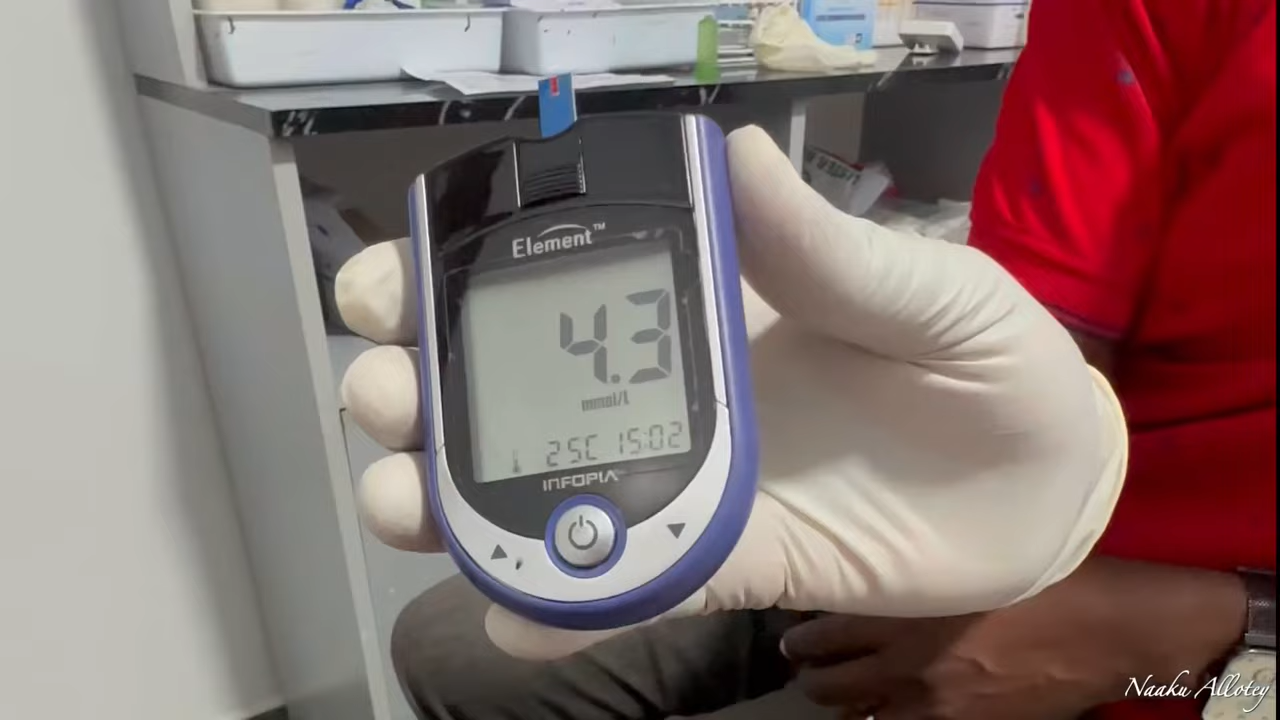 Element™
4.3
mmol/L
25C 15:02
INFOPIA
Naaku Allotey